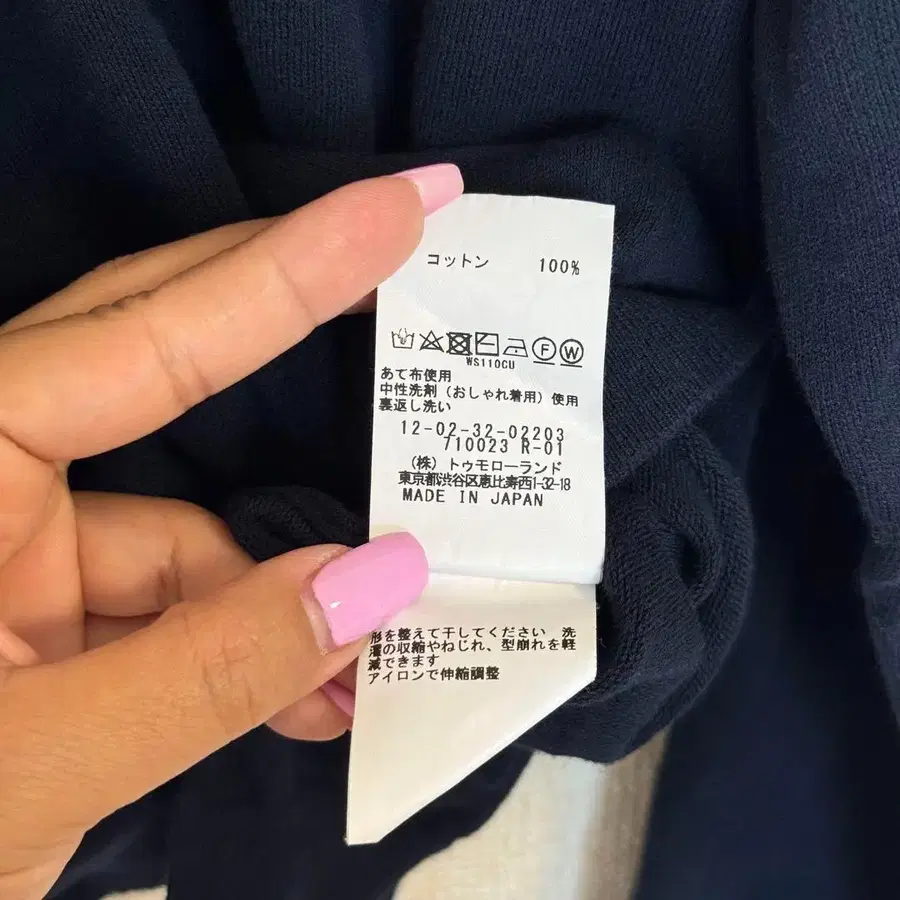 コットン 100%
F W
WS110CU
あて布使用
中性洗剤（おしゃれ着用）使用
裏返し洗い
12-02-32-02203
710023 R-01
（株）トゥモローランド
東京都渋谷区恵比寿西1-32-18
MADE IN JAPAN
形を整えて干してください 洗
濯の収縮やねじれ、型崩れを軽
減できます
アイロンで伸縮調整